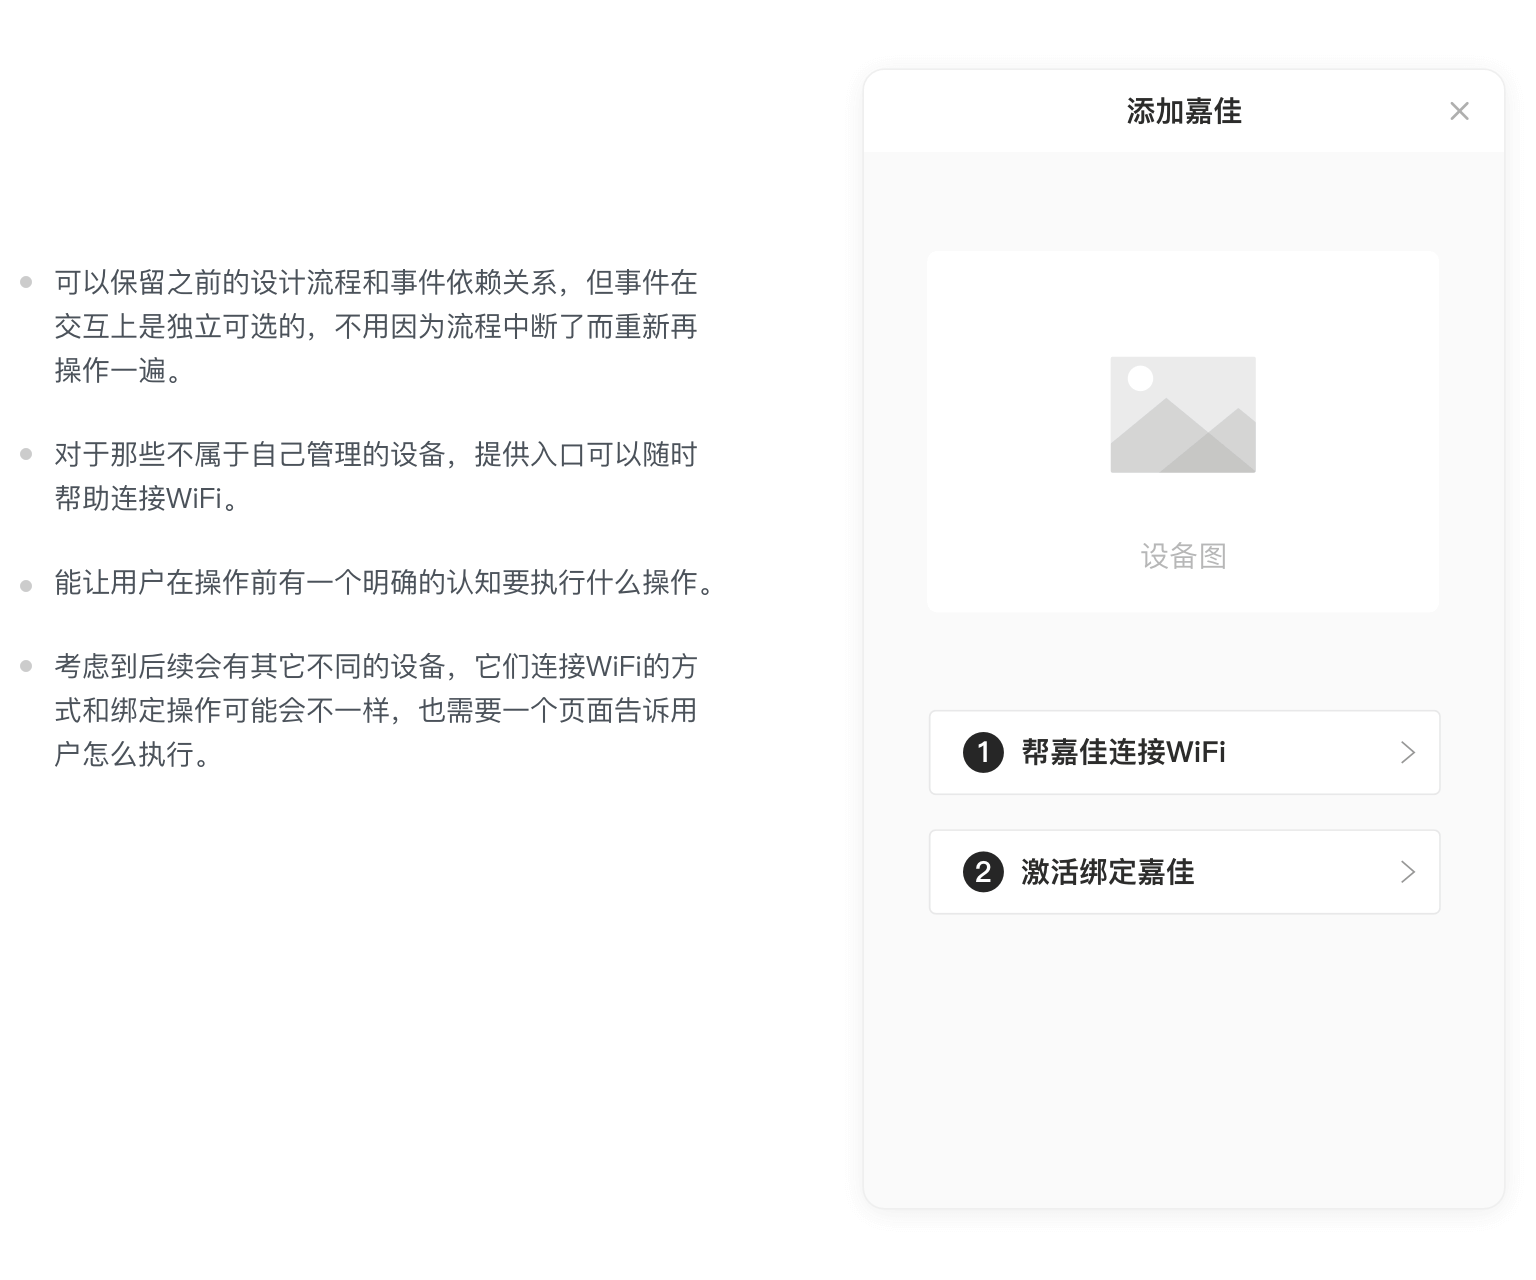 可以保留之前的设计流程和事件依赖关系，但事件在
交互上是独立可选的，不用因为流程中断了而重新再
操作一遍。
对于那些不属于自己管理的设备，提供入口可以随时
帮助连接WiFi。
能让用户在操作前有一个明确的认知要执行什么操作。
考虑到后续会有其它不同的设备，它们连接WiFi的方
式和绑定操作可能会不一样，也需要一个页面告诉用
户怎么执行。
添加嘉佳
设备图
1 帮嘉佳连接WiFi
2 激活绑定嘉佳